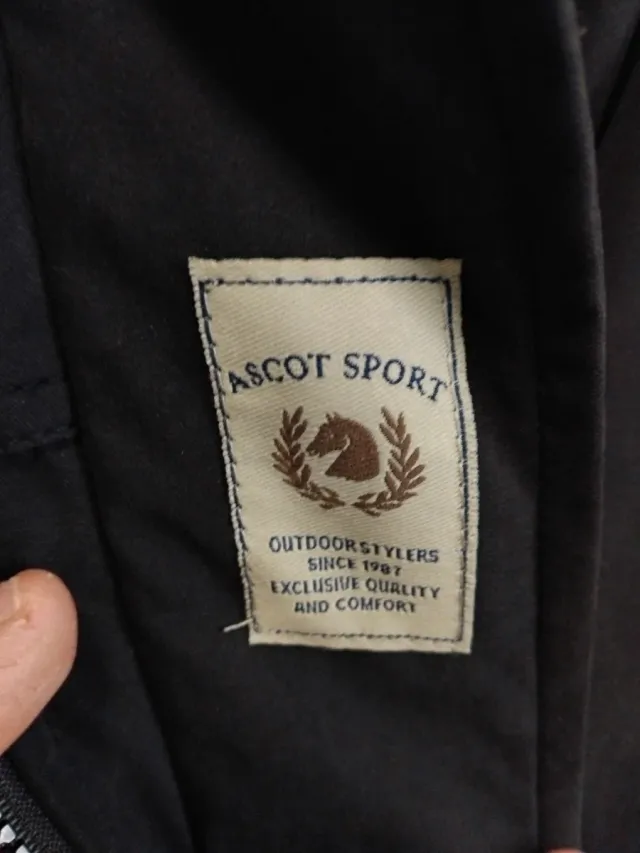 ASCOT SPORT
OUTDOORSTYLERS
SINCE 1987
EXCLUSIVE QUALITY
AND COMFORT